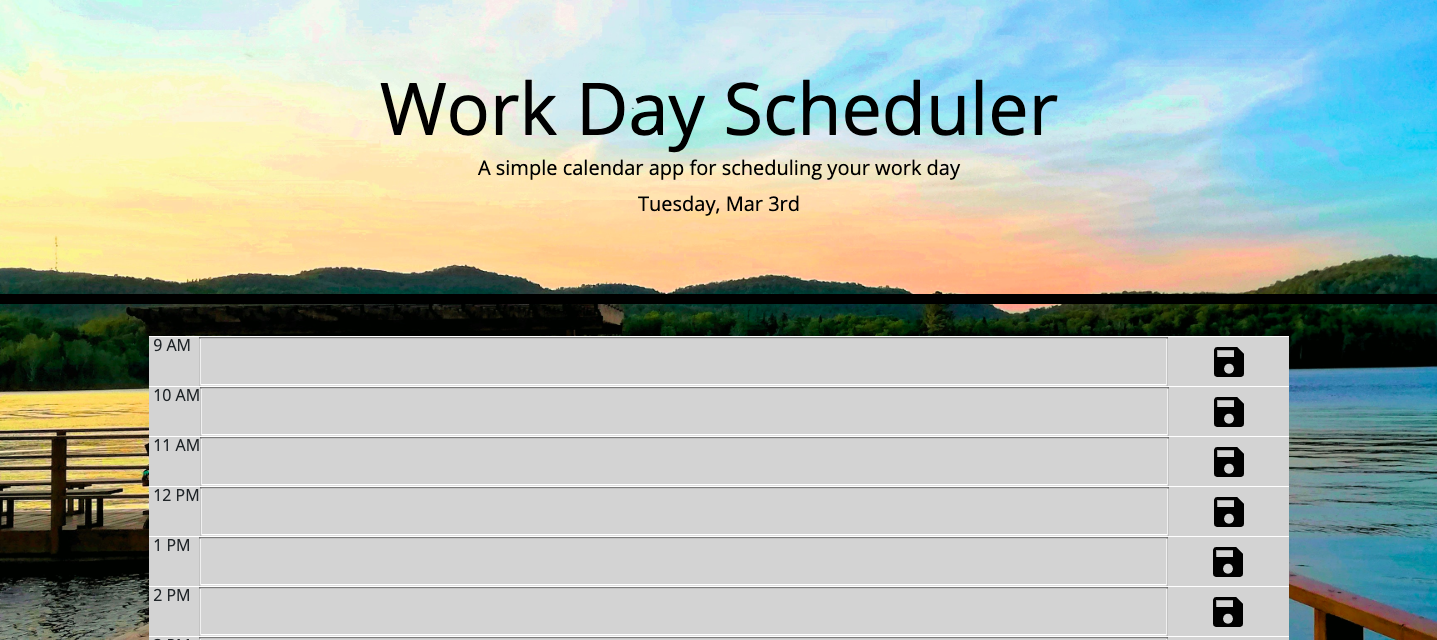 Work Day Scheduler
A simple calendar app for scheduling your work day
Tuesday, Mar 3rd
9 AM
10 AM
11 AM
12 PM
1 PM
2 PM